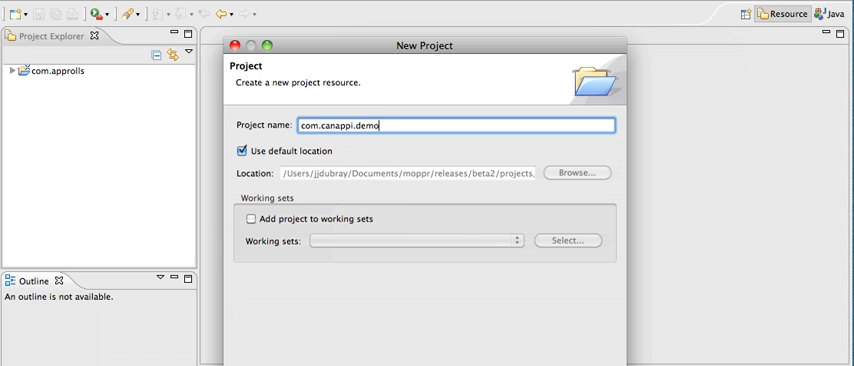 Resource
Java
Project Explorer
com.approlls
New Project
Project
Create a new project resource.
Project name:
com.canappi.demo
Use default location
Location:
/Users/jjdubray/Documents/moppr/releases/beta2/projects,
Browse...
Working sets
Add project to working sets
Working sets:
Select...
Outline
An outline is not available.